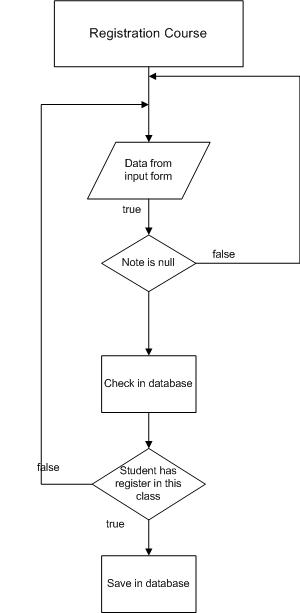 Registration Course
Data from
input form
true
Note is null
false
Check in database
false
Student has
register in this
class
true
Save in database